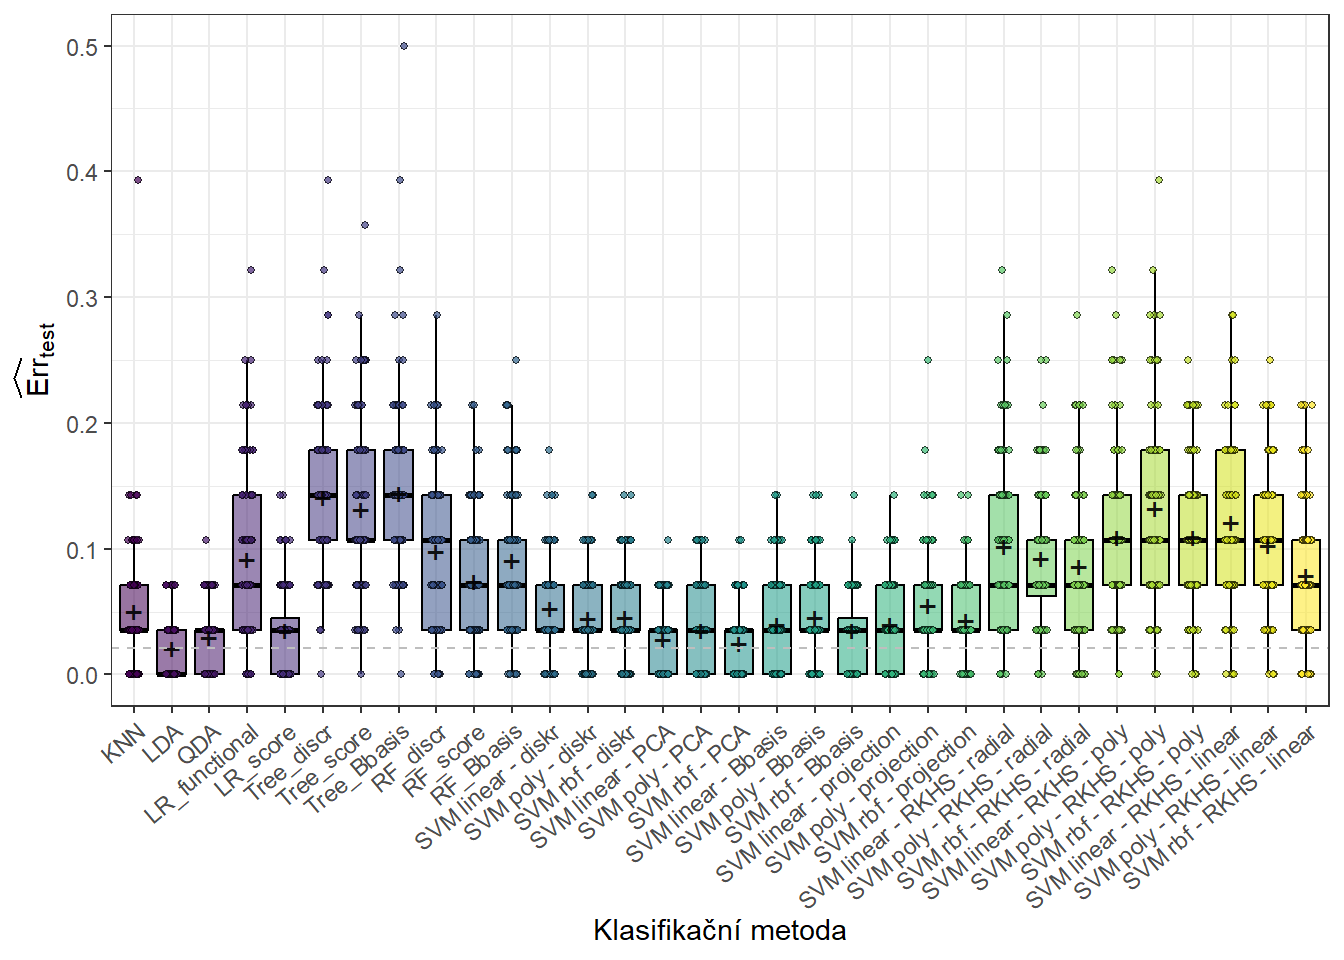 0.5
0.4
0.3
0.2
0.1
0.0
Êrr_test
KNN
LDA
QDA
LR_functional
LR_score
Tree_discr
Tree_score
Tree_Bbasis
RF_discr
RF_score
RF_Bbasis
SVM linear - diskr
SVM poly - diskr
SVM rbf - diskr
SVM linear - PCA
SVM poly - PCA
SVM rbf - PCA
SVM linear - Bbasis
SVM poly - Bbasis
SVM rbf - Bbasis
SVM linear - projection
SVM poly - projection
SVM rbf - projection
SVM linear - RKHS - radial
SVM poly - RKHS - radial
SVM rbf - RKHS - radial
SVM linear - RKHS - poly
SVM poly - RKHS - poly
SVM rbf - RKHS - poly
SVM linear - RKHS - linear
SVM poly - RKHS - linear
SVM rbf - RKHS - linear
Klasifikační metoda